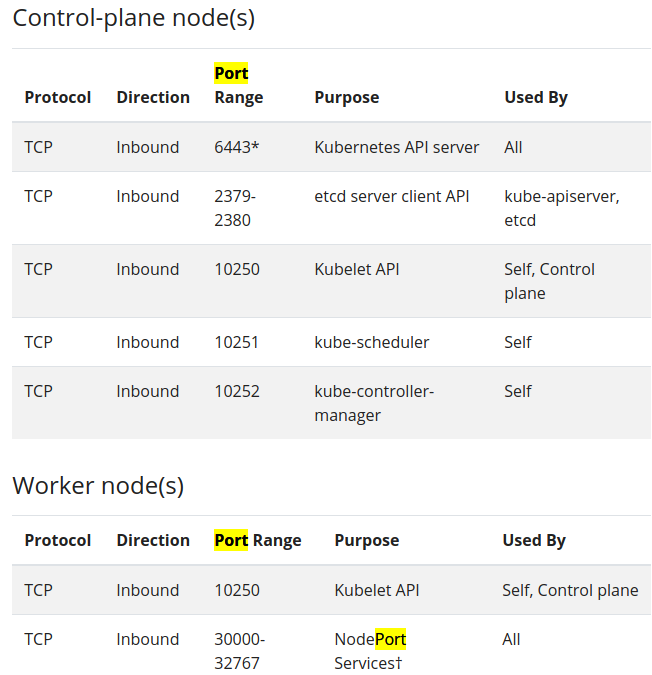 Control-plane node(s)
Protocol Direction Port Range Purpose Used By
TCP Inbound 6443* Kubernetes API server All
TCP Inbound 2379-2380 etcd server client API kube-apiserver, etcd
TCP Inbound 10250 Kubelet API Self, Control plane
TCP Inbound 10251 kube-scheduler Self
TCP Inbound 10252 kube-controller-manager Self
Worker node(s)
Protocol Direction Port Range Purpose Used By
TCP Inbound 10250 Kubelet API Self, Control plane
TCP Inbound 30000-32767 NodePort Services† All